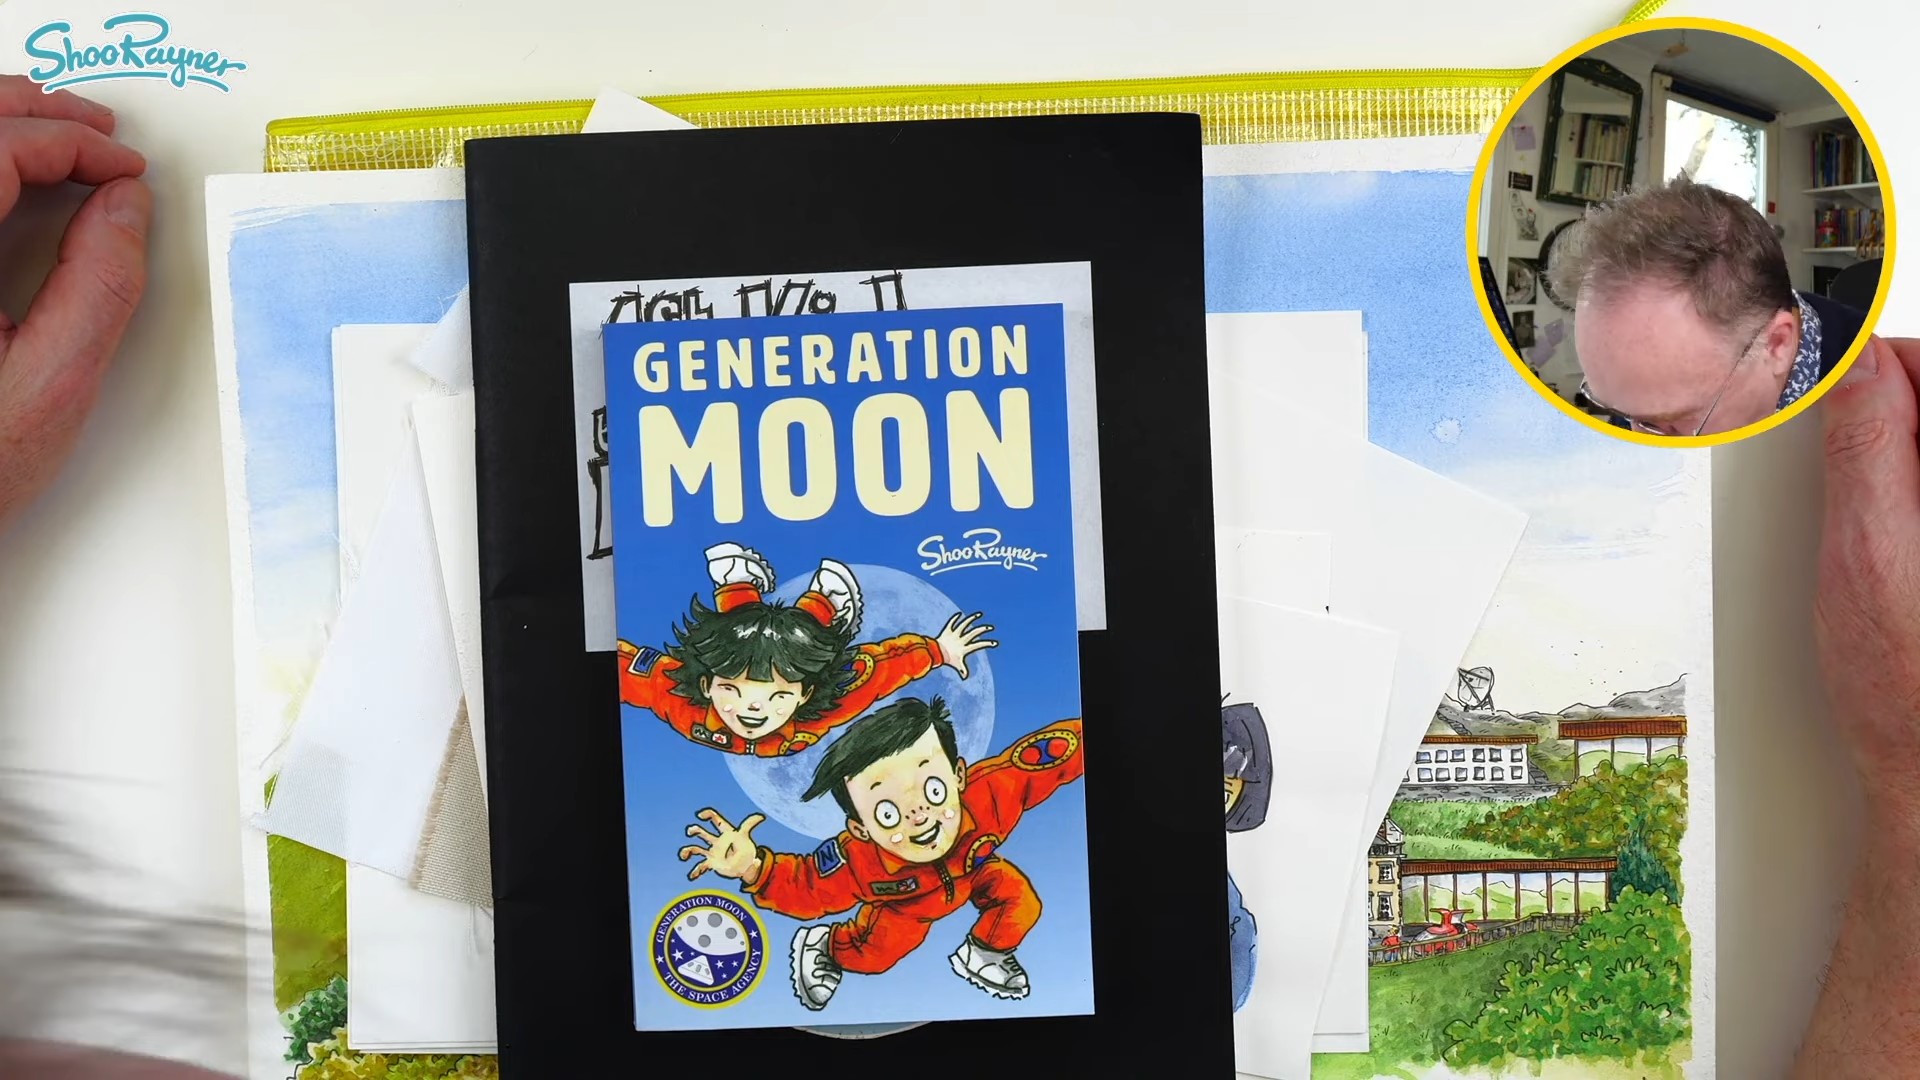 ShooRayner
GENERATION
MOON
ShooRayner
N
GENERATION MOON
THE SPACE AGENCY